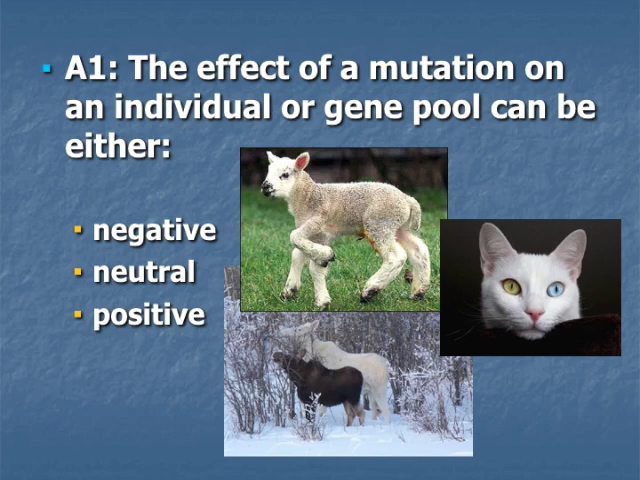 A1: The effect of a mutation on
an individual or gene pool can be
either:
negative
neutral
positive